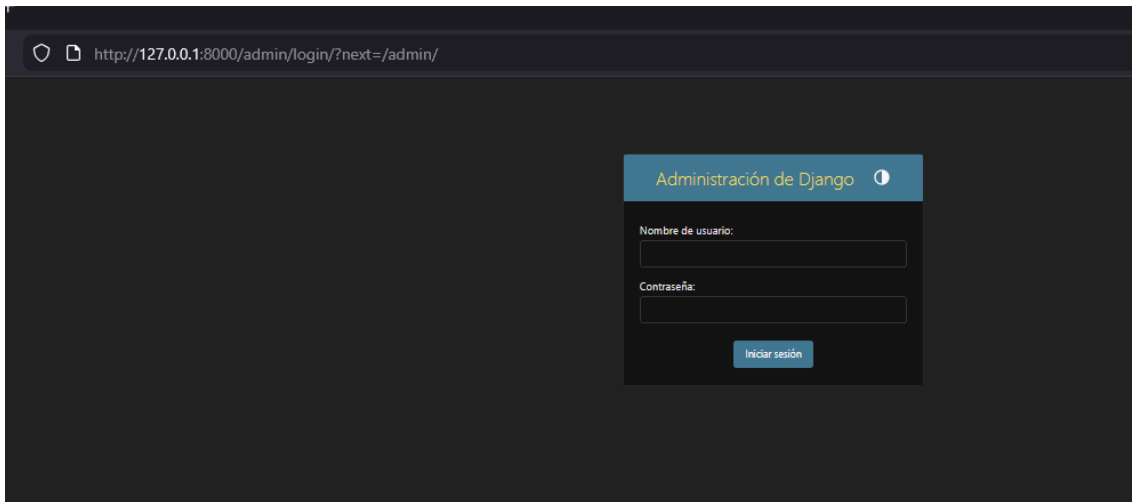 http://127.0.0.1:8000/admin/login/?next=/admin/
Administración de Django
Nombre de usuario:
Contraseña:
Iniciar sesión